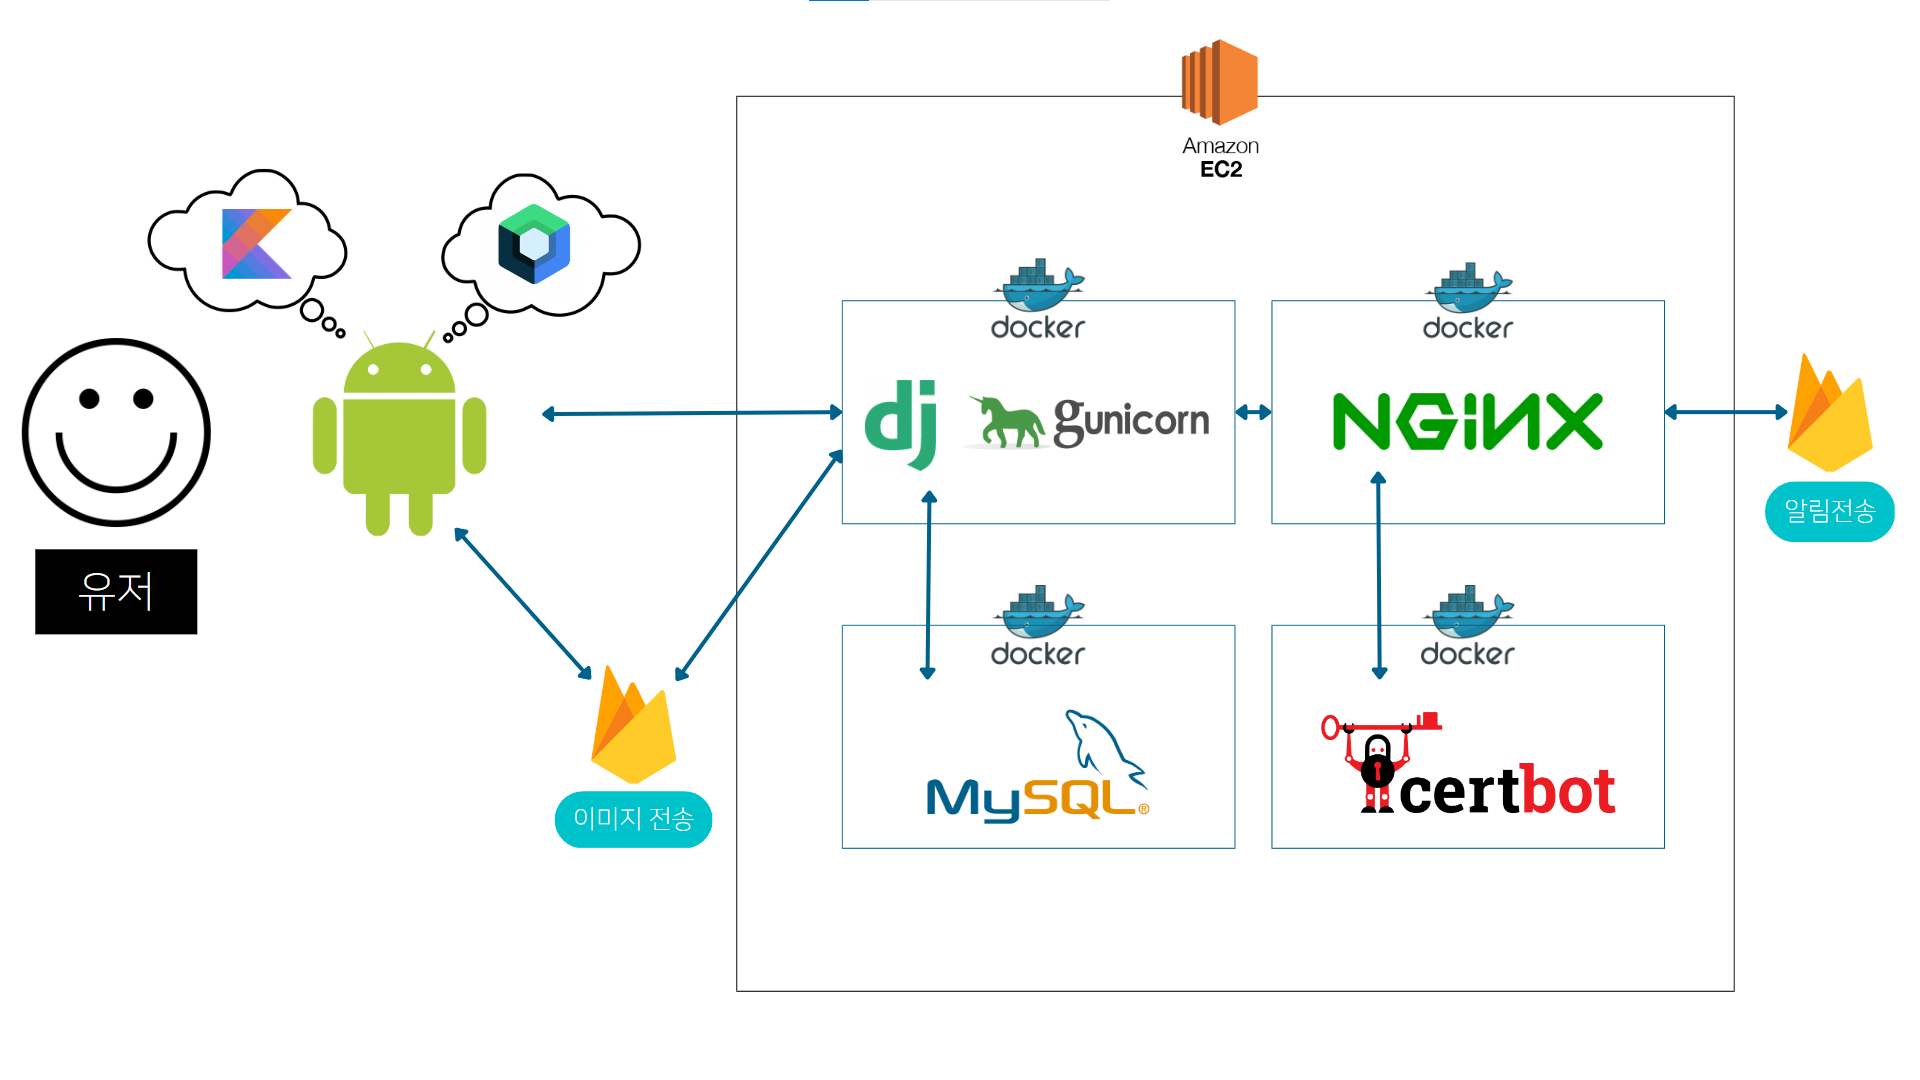 Amazon
EC2
docker
docker
dj
gunicorn
NGINX
알림전송
유저
docker
docker
MySQL®
certbot
이미지 전송